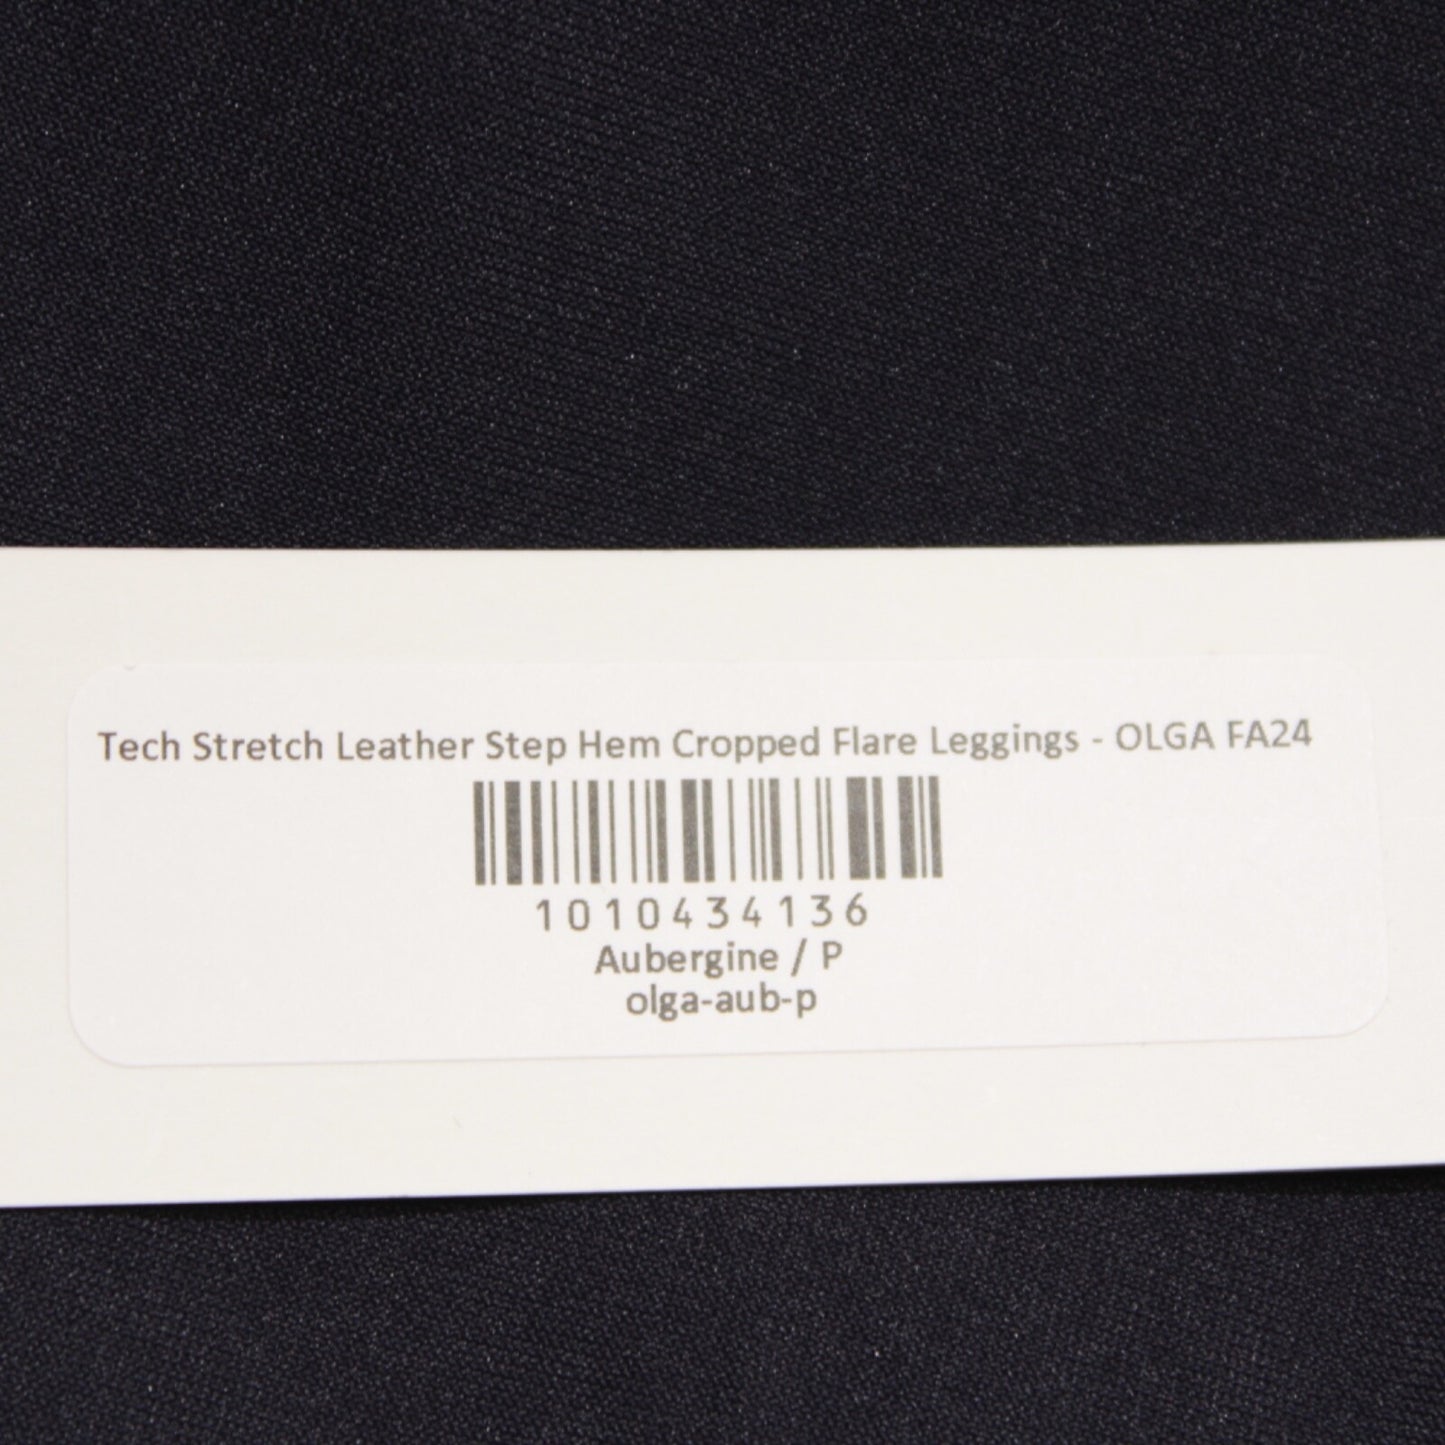 Tech Stretch Leather Step Hem Cropped Flare Leggings - OLGA FA24
1010434136
Aubergine / P
olga-aub-p